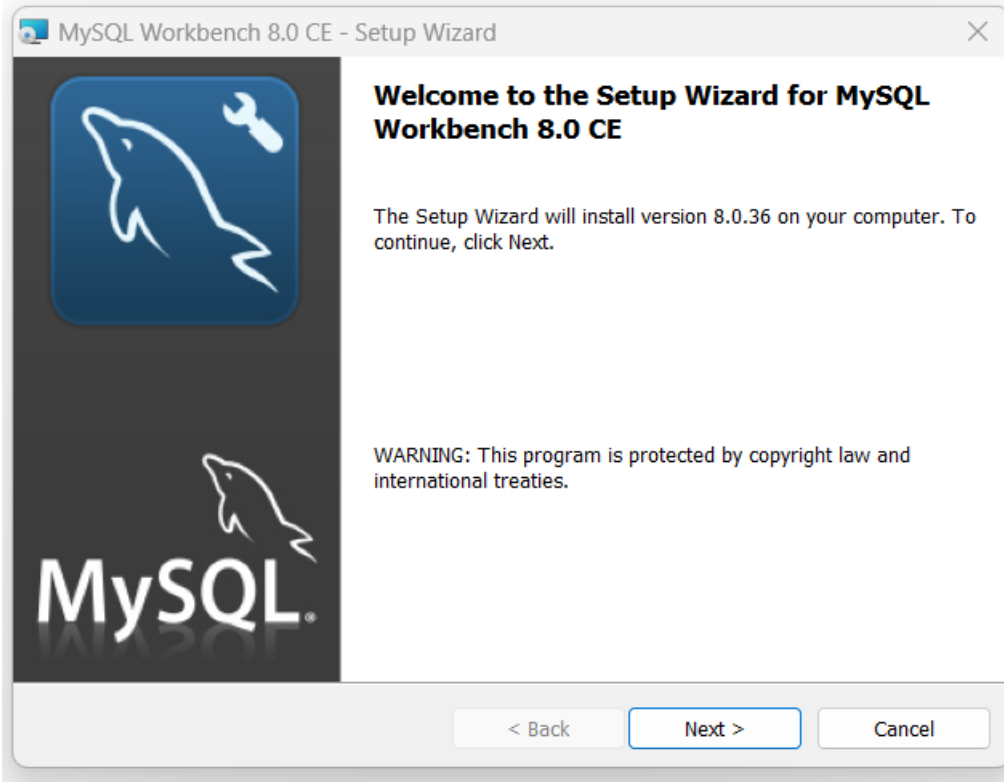 MySQL Workbench 8.0 CE - Setup Wizard
Welcome to the Setup Wizard for MySQL
Workbench 8.0 CE
The Setup Wizard will install version 8.0.36 on your computer. To
continue, click Next.
WARNING: This program is protected by copyright law and
international treaties.
MySQL®
< Back
Next >
Cancel